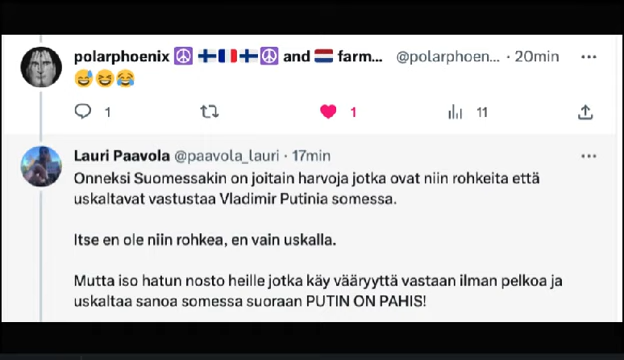 polarphoenix ☮️ 🇫🇮🇫🇷🇫🇮☮️ and 🇳🇱 farm... @polarphoen... · 20min
😅😆😂
1 1 11
Lauri Paavola @paavola_lauri · 17min
Onneksi Suomessakin on joitain harvoja jotka ovat niin rohkeita että
uskaltavat vastustaa Vladimir Putinia somessa.
Itse en ole niin rohkea, en vain uskalla.
Mutta iso hatun nosto heille jotka käy vääryyttä vastaan ilman pelkoa ja
uskaltaa sanoa somessa suoraan PUTIN ON PAHIS!